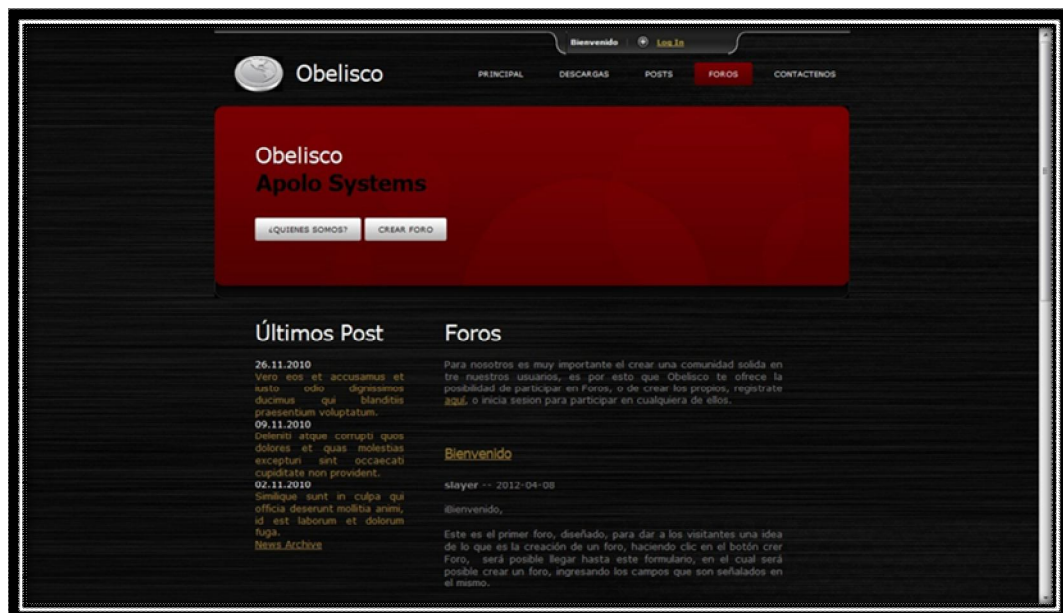 Bienvenido Log In
Obelisco
PRINCIPAL DESCARGAS POSTS FOROS CONTACTENOS
Obelisco
Apolo Systems
¿QUIENES SOMOS? CREAR FORO
Últimos Post
26.11.2010
Vero eos et accusamus et
iusto odio dignissimos
ducimus qui blanditiis
praesentium voluptatum.
09.11.2010
Deleniti atque corrupti quos
dolores et quas molestias
excepturi sint occaecati
cupiditate non provident.
02.11.2010
Similique sunt in culpa qui
officia deserunt mollitia animi,
id est laborum et dolorum
fuga.
News Archive
Foros
Para nosotros es muy importante el crear una comunidad solida en
tre nuestros usuarios, es por esto que Obelisco te ofrece la
posibilidad de participar en Foros, o de crear los propios, registrate
aquí, o inicia sesion para participar en cualquiera de ellos.
Bienvenido
slayer -- 2012-04-08
¡Bienvenido,
Este es el primer foro, diseñado, para dar a los visitantes una idea
de lo que es la creación de un foro, haciendo clic en el botón crer
Foro, será posible llegar hasta este formulario, en el cual será
posible crear un foro, ingresando los campos que son señalados en
el mismo.